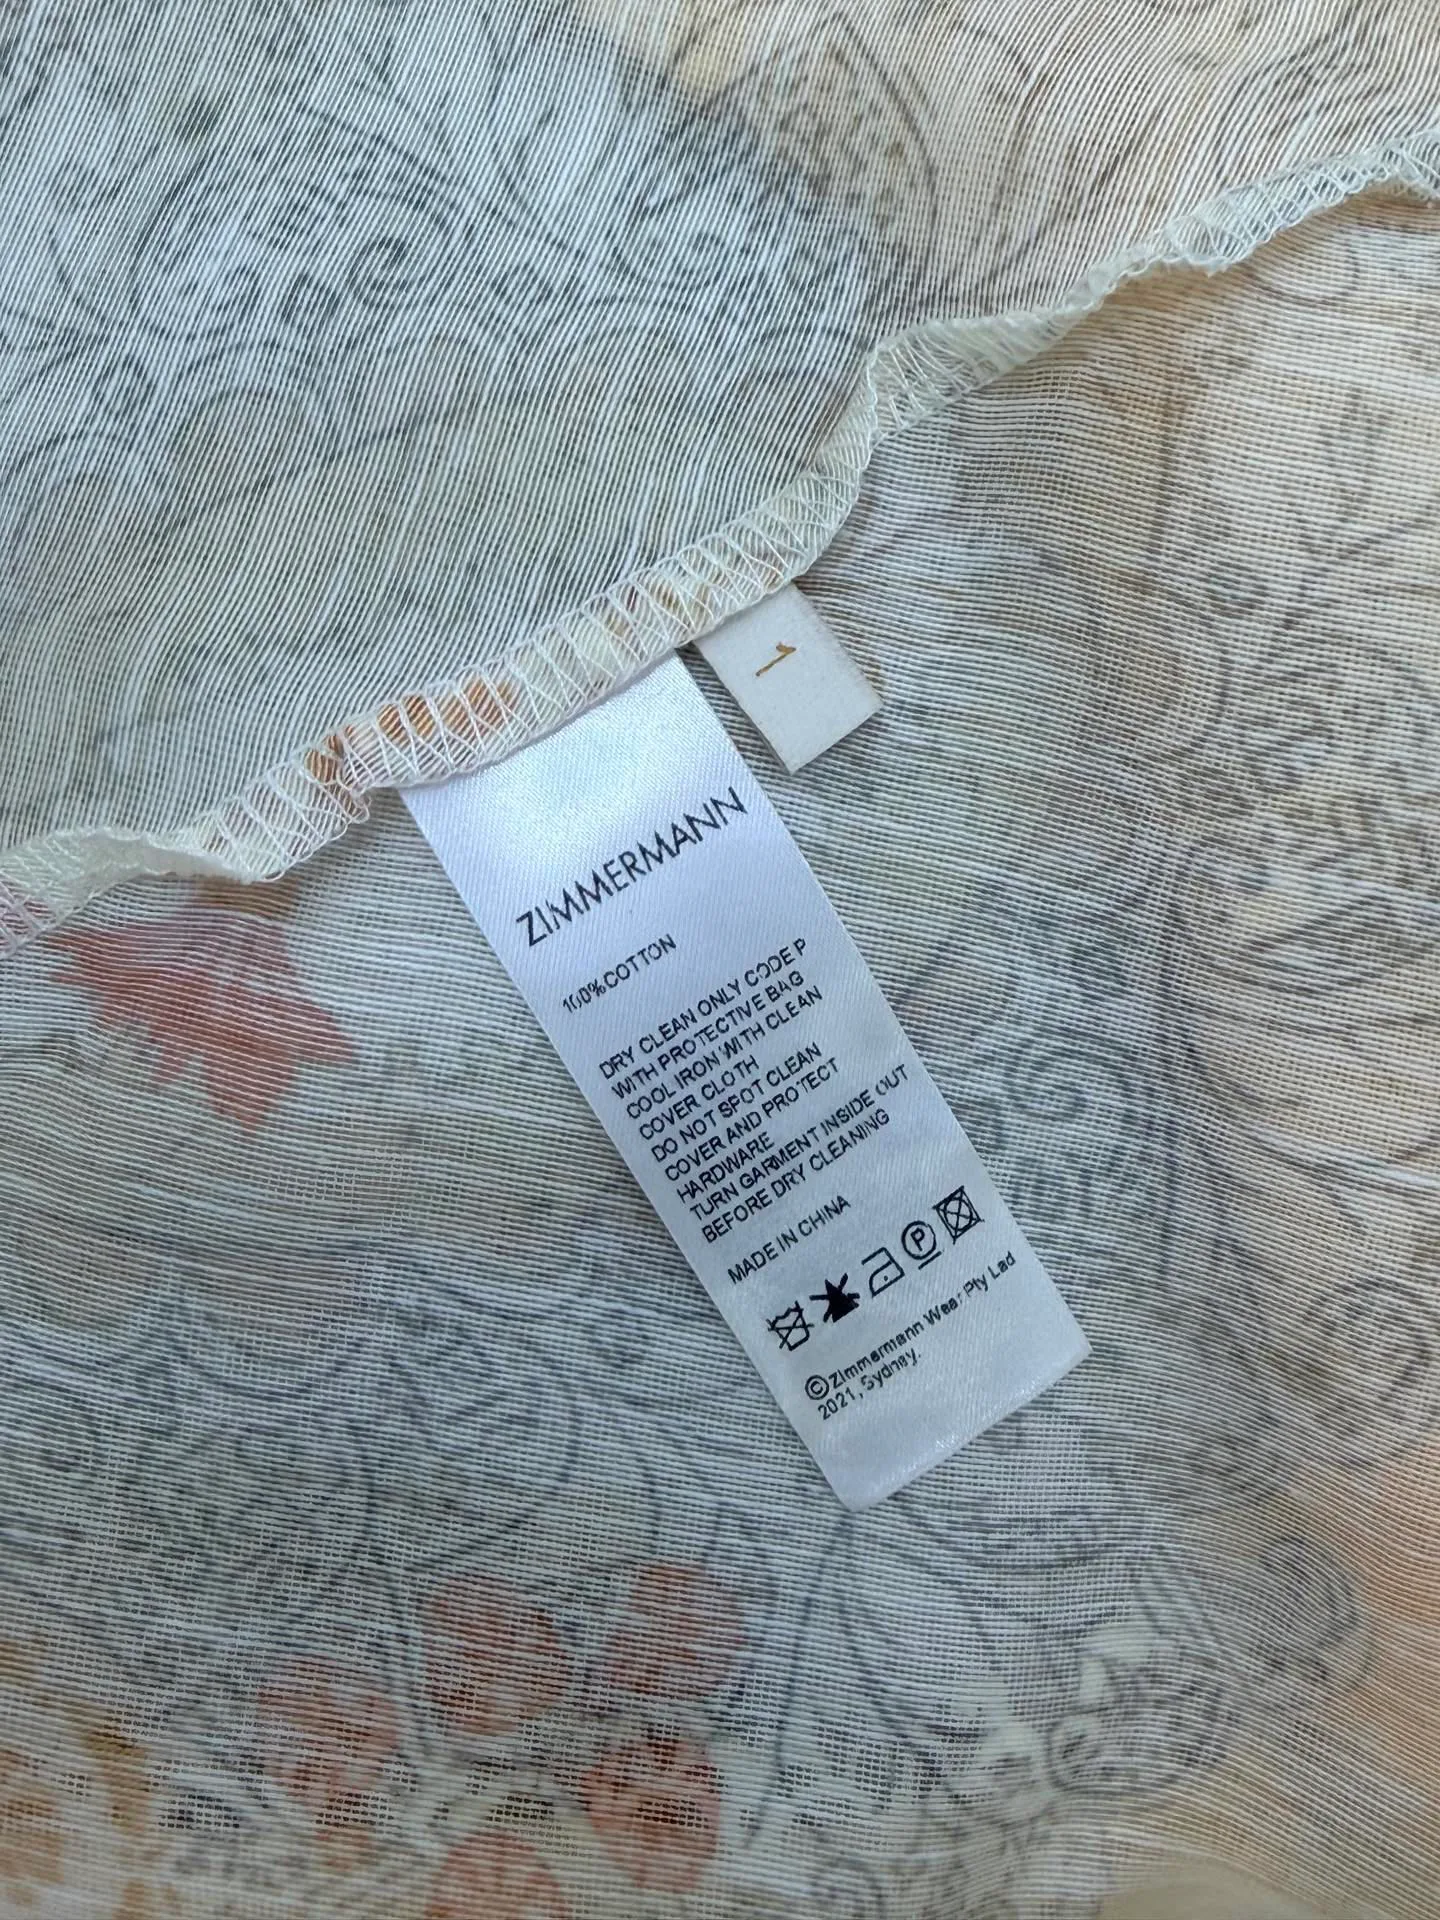 1
ZIMMERMANN
100%COTTON
DRY CLEAN ONLY CODE P
WITH PROTECTIVE BAG
COOL IRON WITH CLEAN
COVER CLOTH
DO NOT SPOT CLEAN
COVER AND PROTECT
HARDWARE
TURN GARMENT INSIDE OUT
BEFORE DRY CLEANING
MADE IN CHINA
P
©Zimmermann Wear Pty Lad
2021, Sydney.